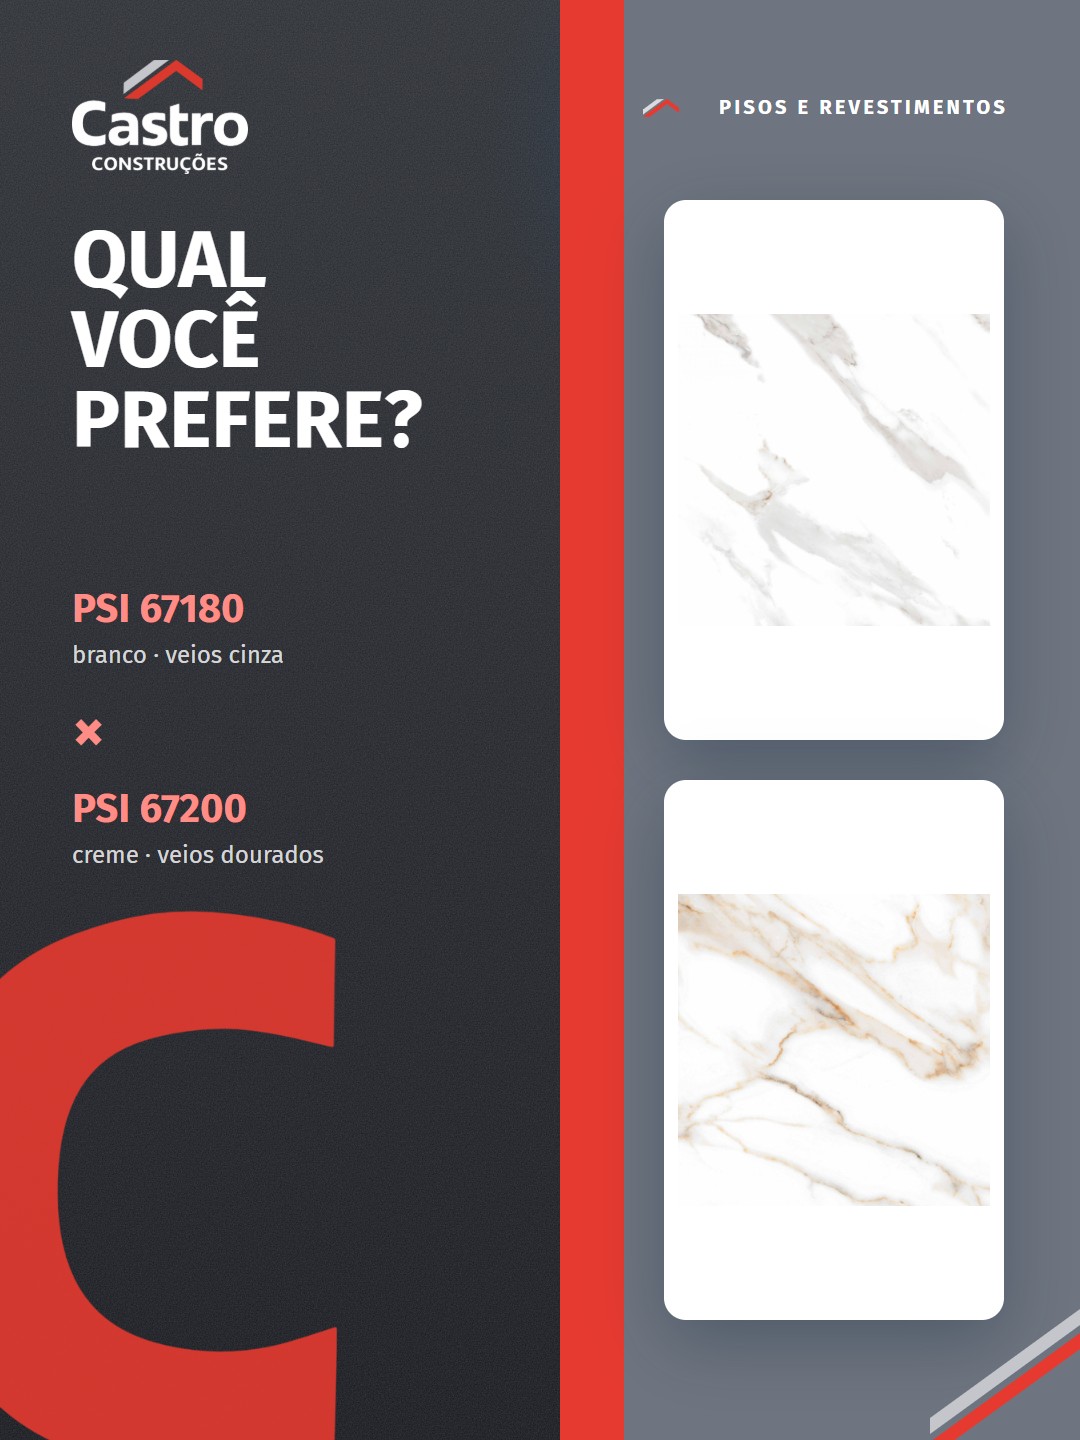 Castro
CONSTRUÇÕES
PISOS E REVESTIMENTOS
QUAL
VOCÊ
PREFERE?
PSI 67180
branco · veios cinza
✖
PSI 67200
creme · veios dourados
C